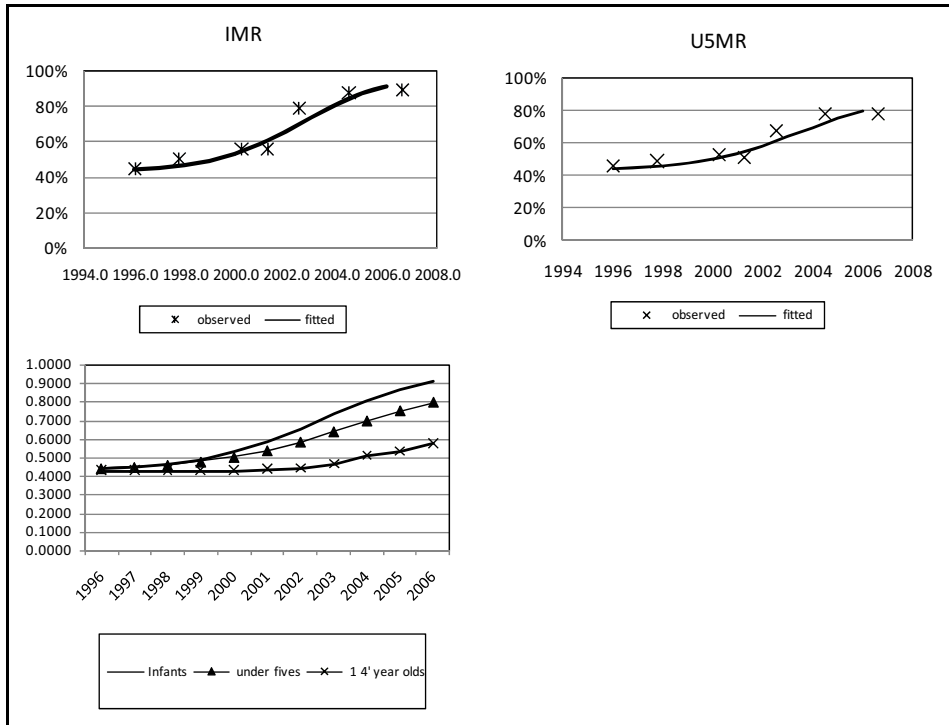 IMR
100%
80%
60%
40%
20%
0%
1994.0 1996.0 1998.0 2000.0 2002.0 2004.0 2006.0 2008.0
observed fitted
U5MR
100%
80%
60%
40%
20%
0%
1994 1996 1998 2000 2002 2004 2006 2008
observed fitted
1.0000
0.9000
0.8000
0.7000
0.6000
0.5000
0.4000
0.3000
0.2000
0.1000
0.0000
1996 1997 1998 1999 2000 2001 2002 2003 2004 2005 2006
Infants under fives 1 4' year olds